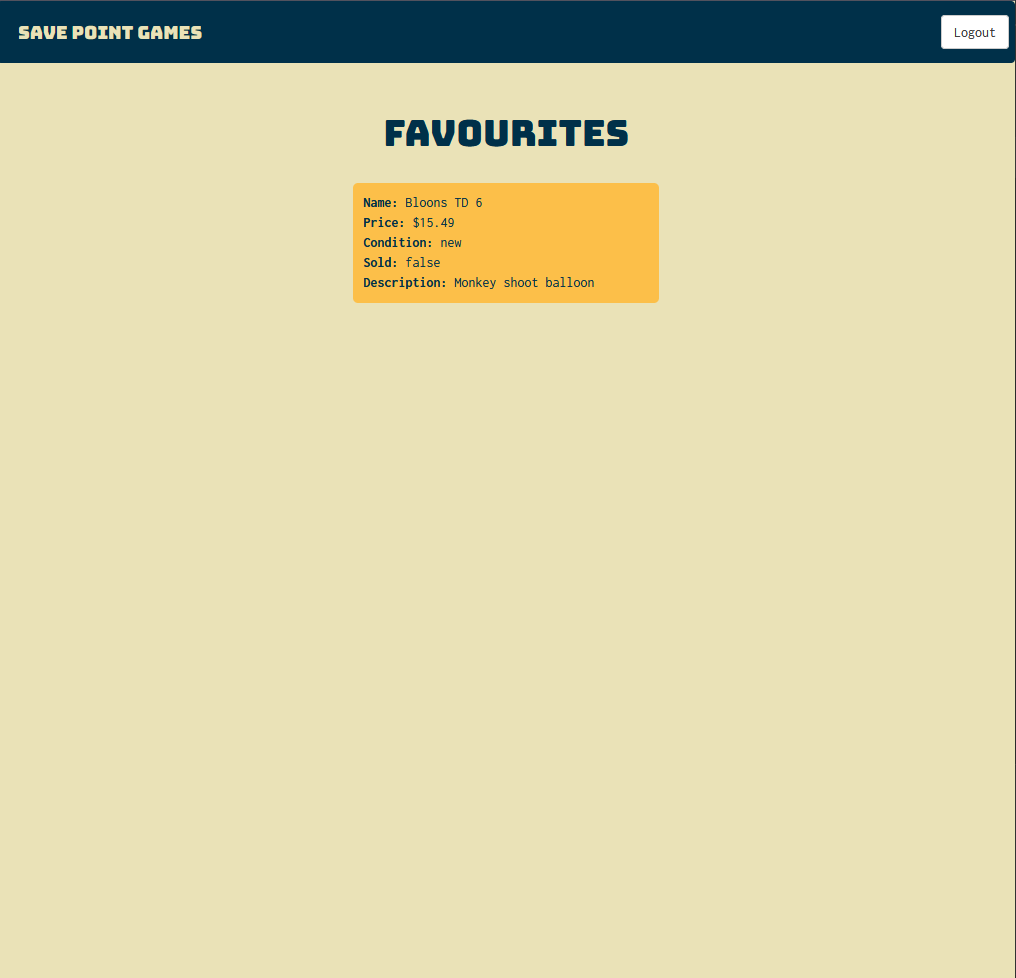 SAVE POINT GAMES
Logout
FAVOURITES
Name: Bloons TD 6
Price: $15.49
Condition: new
Sold: false
Description: Monkey shoot balloon